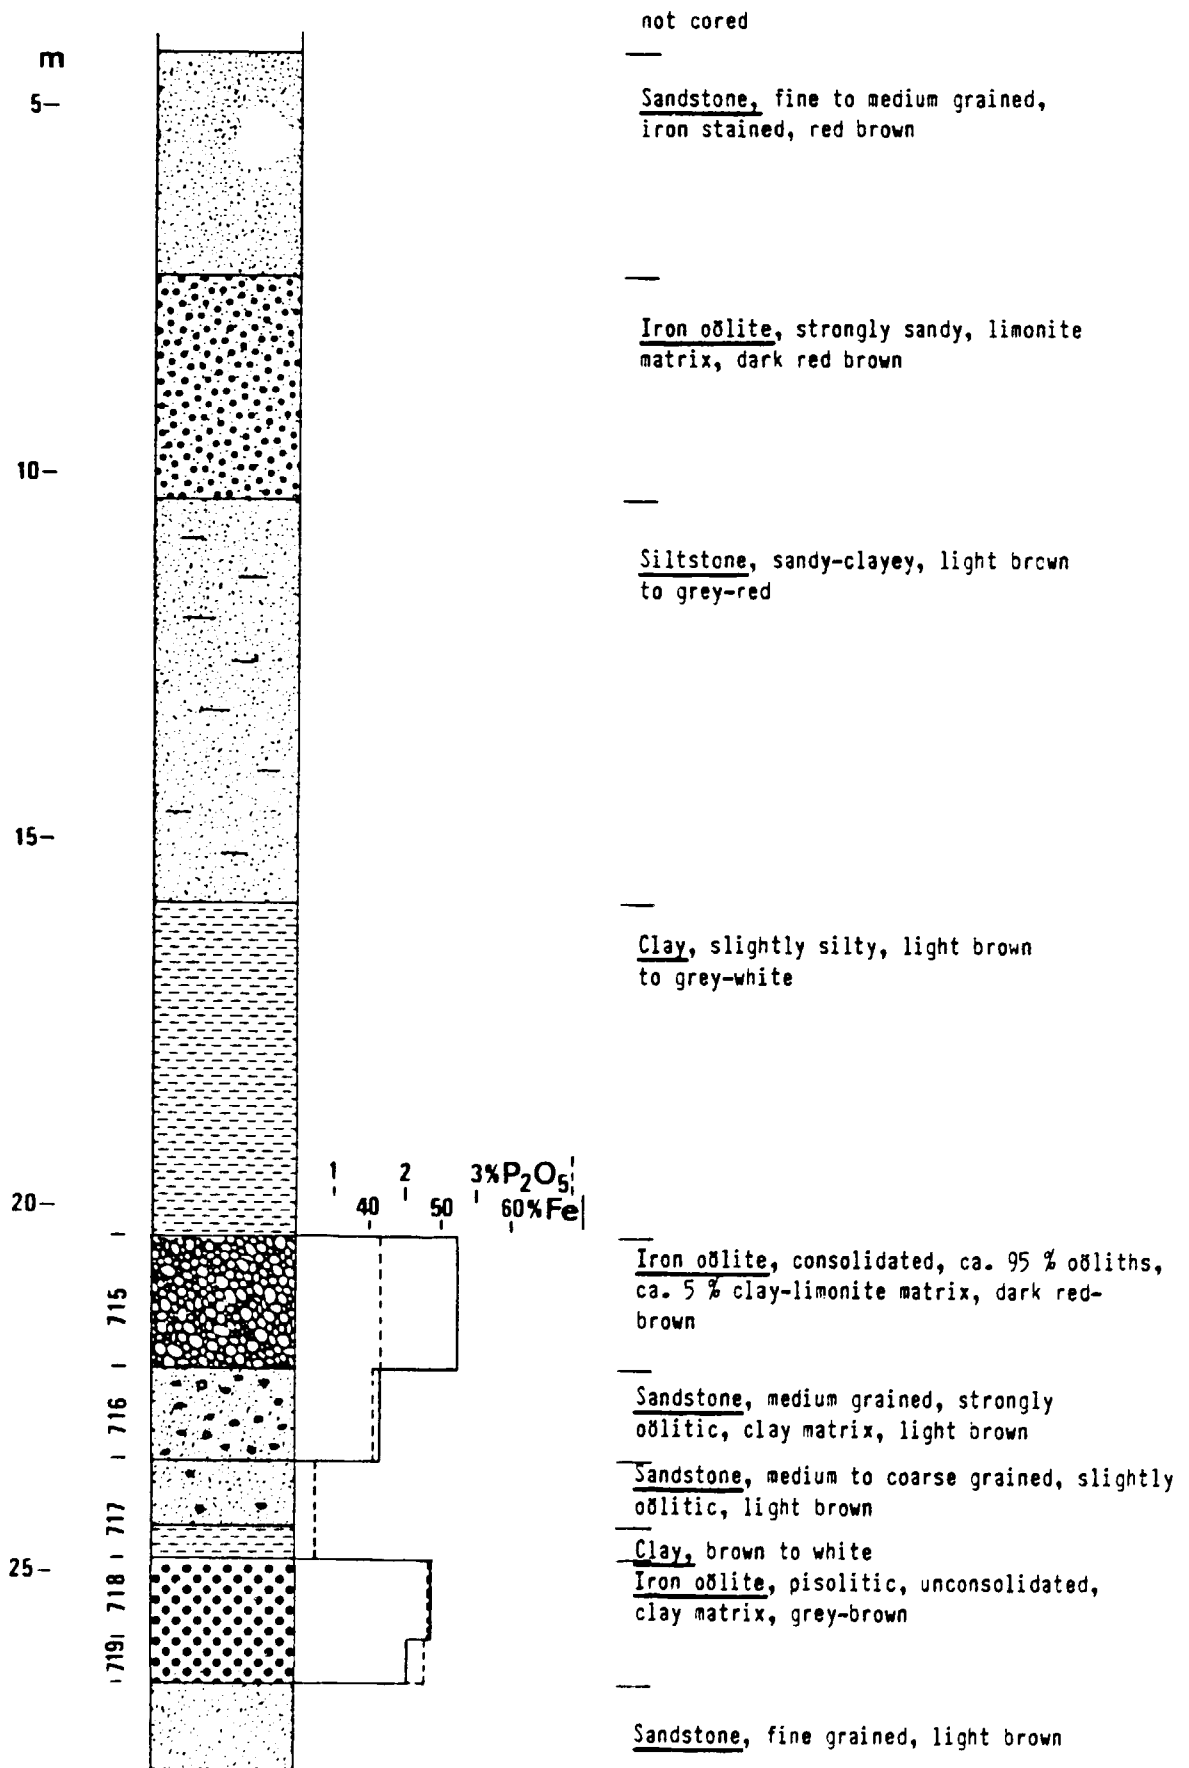 not cored
m
5–
Sandstone, fine to medium grained,
iron stained, red brown
Iron oölite, strongly sandy, limonite
matrix, dark red brown
10–
Siltstone, sandy-clayey, light brown
to grey-red
15–
Clay, slightly silty, light brown
to grey-white
1 2 3% P₂O₅
20–
40 50 60% Fe
Iron oölite, consolidated, ca. 95 % oöliths,
ca. 5 % clay-limonite matrix, dark red-
brown
715
Sandstone, medium grained, strongly
oölitic, clay matrix, light brown
716
Sandstone, medium to coarse grained, slightly
oölitic, light brown
717
Clay, brown to white
25–
Iron oölite, pisolitic, unconsolidated,
clay matrix, grey-brown
718
719
Sandstone, fine grained, light brown